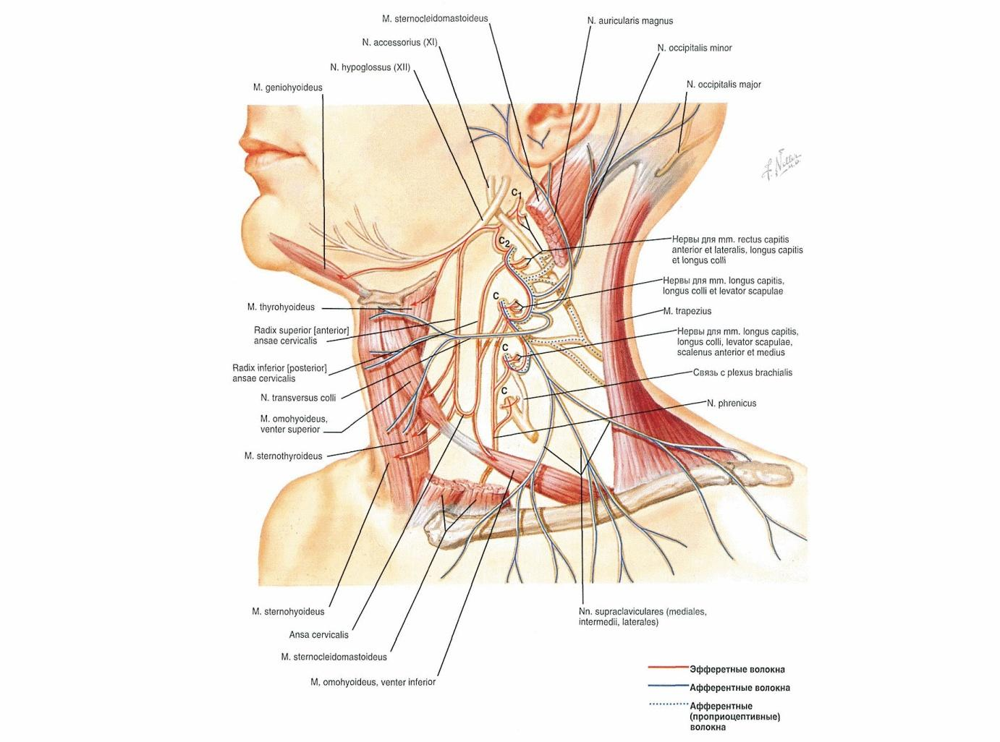 M. sternocleidomastoideus
N. auricularis magnus
N. accessorius (XI)
N. occipitalis minor
N. hypoglossus (XII)
N. occipitalis major
M. geniohyoideus
F. Netter
M.D.
C1
C2
Нервы для mm. rectus capitis
anterior et lateralis, longus capitis
et longus colli
Нервы для mm. longus capitis,
longus colli et levator scapulae
C
M. thyrohyoideus
M. trapezius
Radix superior [anterior]
ansae cervicalis
Нервы для mm. longus capitis,
longus colli, levator scapulae,
scalenus anterior et medius
C
Radix inferior [posterior]
ansae cervicalis
Связь с plexus brachialis
C
N. transversus colli
N. phrenicus
M. omohyoideus,
venter superior
M. sternothyroideus
M. sternohyoideus
Nn. supraclaviculares (mediales,
intermedii, laterales)
Ansa cervicalis
M. sternocleidomastoideus
M, omohyoideus, venter inferior
Эфферетные волокна
Афферентные волокна
Афферентные
(проприоцептивные)
волокна